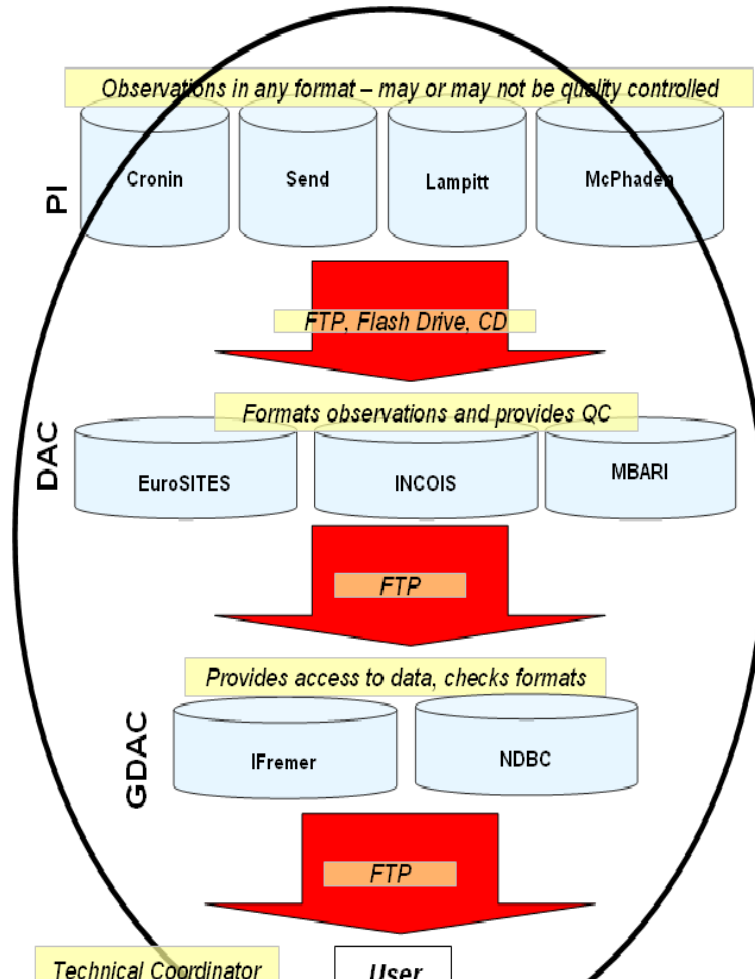 Observations in any format – may or may not be quality controlled
PI
Cronin
Send
Lampitt
McPhaden
FTP, Flash Drive, CD
Formats observations and provides QC
DAC
EuroSITES
INCOIS
MBARI
FTP
Provides access to data, checks formats
GDAC
IFremer
NDBC
FTP
Technical Coordinator
User